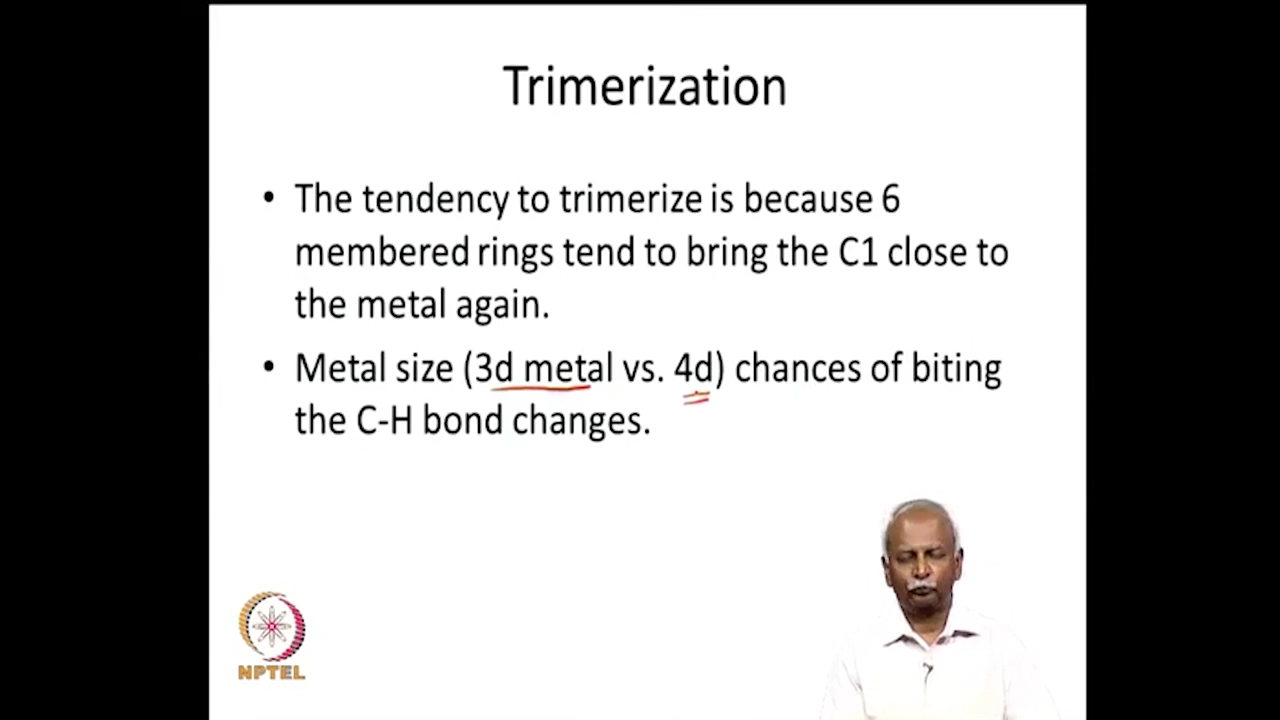 Trimerization
• The tendency to trimerize is because 6
membered rings tend to bring the C1 close to
the metal again.
• Metal size (3d metal vs. 4d) chances of biting
the C-H bond changes.
NPTEL